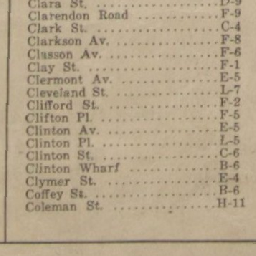 Clara St. D-9
Clarendon Road F-9
Clark St. C-4
Clarkson Av. F-8
Classon Av. F-6
Clay St. F-1
Clermont Av. E-5
Cleveland St. L-7
Clifford St. F-2
Clifton Pl. F-5
Clinton Av. E-5
Clinton Pl. L-5
Clinton St. C-6
Clinton Wharf B-6
Clymer St. E-4
Coffey St. B-6
Coleman St. H-11